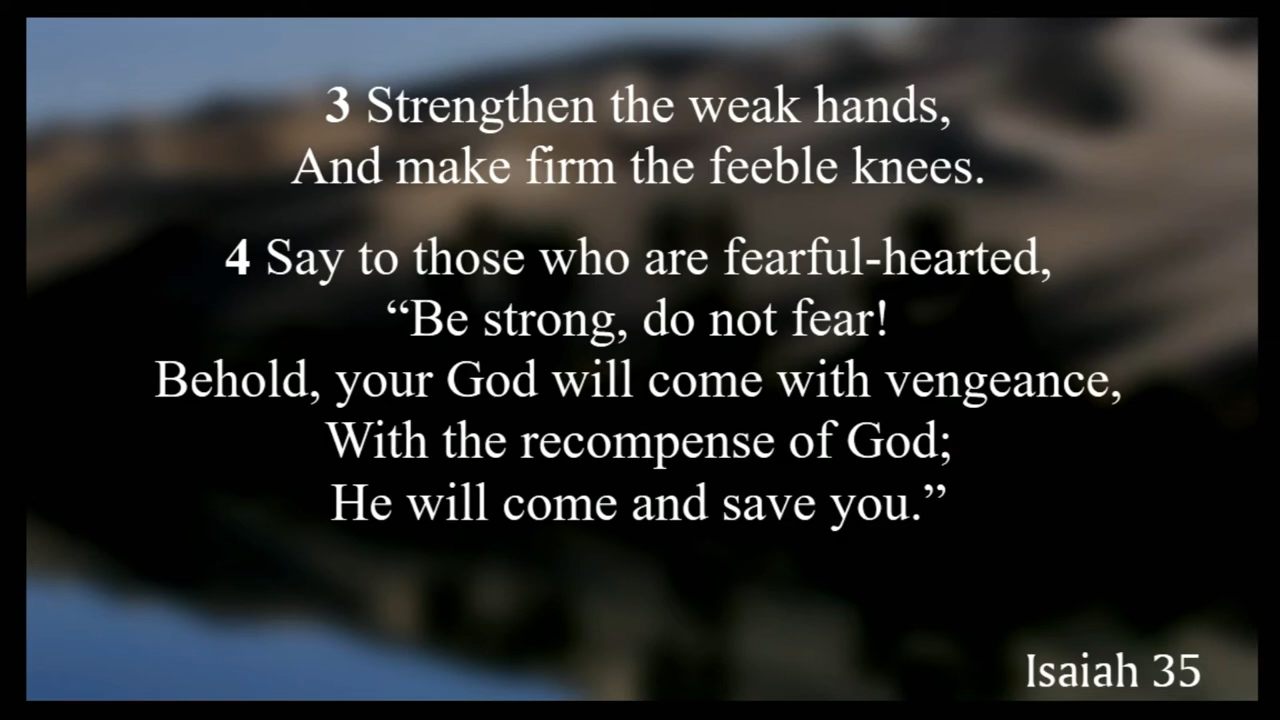 3 Strengthen the weak hands,
And make firm the feeble knees.
4 Say to those who are fearful-hearted,
“Be strong, do not fear!
Behold, your God will come with vengeance,
With the recompense of God;
He will come and save you.”
Isaiah 35